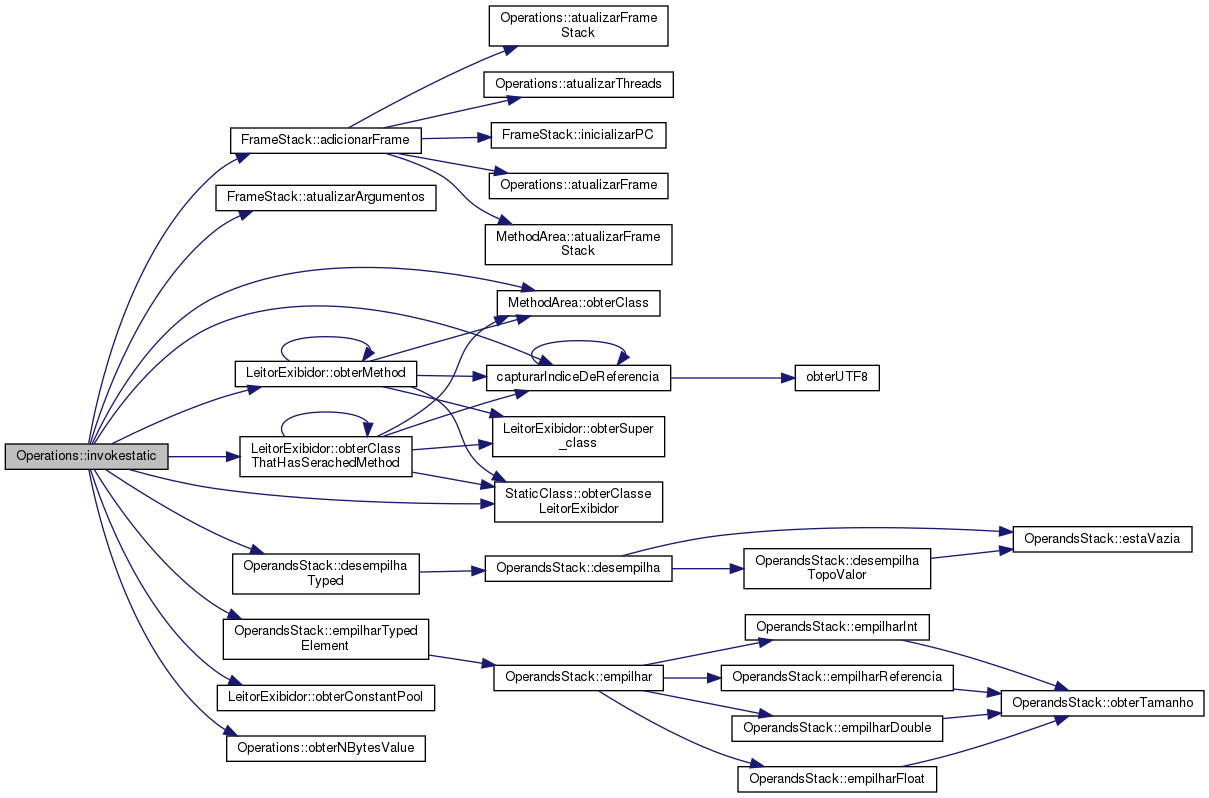 Operations::atualizarFrame
Stack
Operations::atualizarThreads
FrameStack::adicionarFrame
FrameStack::inicializarPC
Operations::atualizarFrame
FrameStack::atualizarArgumentos
MethodArea::atualizarFrame
Stack
MethodArea::obterClass
LeitorExibidor::obterMethod
capturarIndiceDeReferencia
obterUTF8
LeitorExibidor::obterSuper
_class
Operations::invokestatic
LeitorExibidor::obterClass
ThatHasSerachedMethod
StaticClass::obterClasse
LeitorExibidor
OperandsStack::estaVazia
OperandsStack::desempilha
Typed
OperandsStack::desempilha
OperandsStack::desempilha
TopoValor
OperandsStack::empilharTyped
Element
OperandsStack::empilharInt
OperandsStack::empilhar
OperandsStack::empilharReferencia
LeitorExibidor::obterConstantPool
OperandsStack::obterTamanho
OperandsStack::empilharDouble
Operations::obterNBytesValue
OperandsStack::empilharFloat